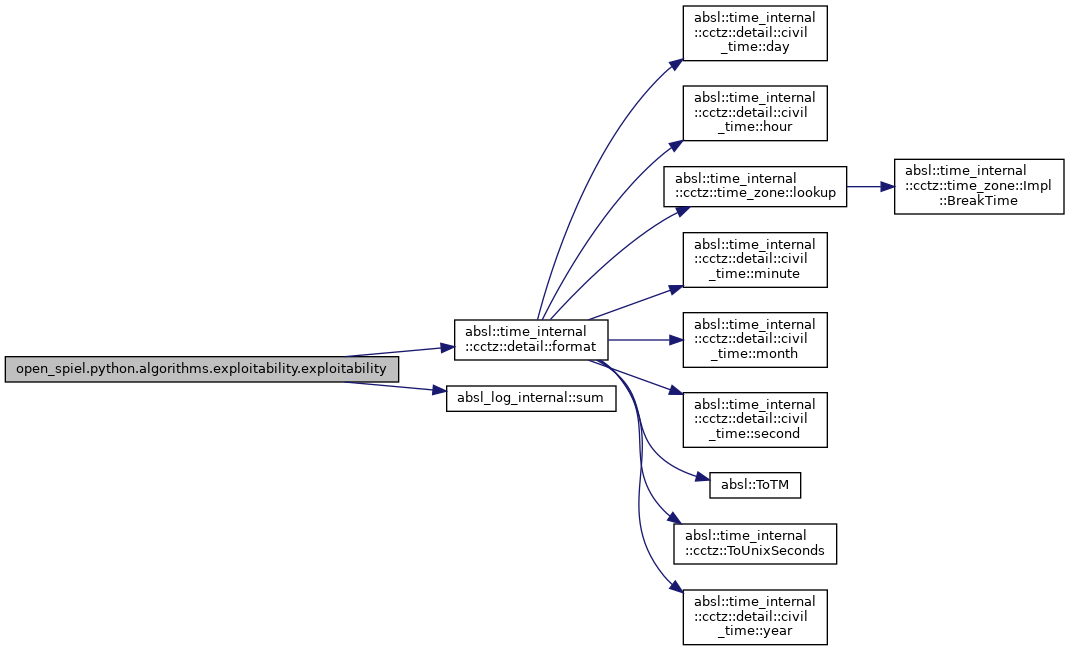 absl::time_internal
::cctz::detail::civil
_time::day
absl::time_internal
::cctz::detail::civil
_time::hour
absl::time_internal
::cctz::time_zone::lookup
absl::time_internal
::cctz::time_zone::Impl
::BreakTime
absl::time_internal
::cctz::detail::civil
_time::minute
absl::time_internal
::cctz::detail::format
absl::time_internal
::cctz::detail::civil
_time::month
open_spiel.python.algorithms.exploitability.exploitability
absl_log_internal::sum
absl::time_internal
::cctz::detail::civil
_time::second
absl::ToTM
absl::time_internal
::cctz::ToUnixSeconds
absl::time_internal
::cctz::detail::civil
_time::year